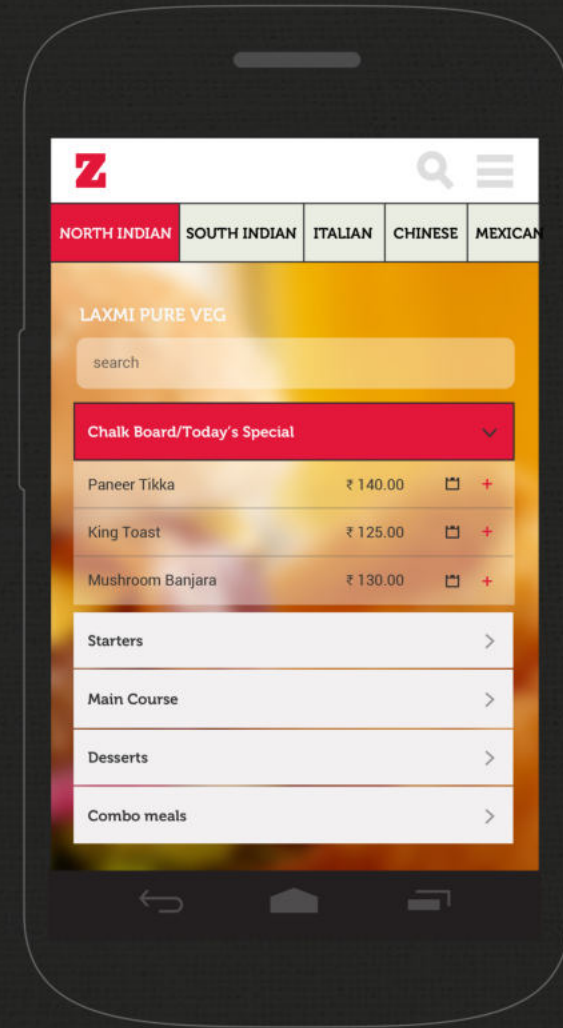 Z
NORTH INDIAN SOUTH INDIAN ITALIAN CHINESE MEXICAN
LAXMI PURE VEG
search
Chalk Board/Today's Special
Paneer Tikka ₹ 140.00 +
King Toast ₹ 125.00 +
Mushroom Banjara ₹ 130.00 +
Starters
Main Course
Desserts
Combo meals